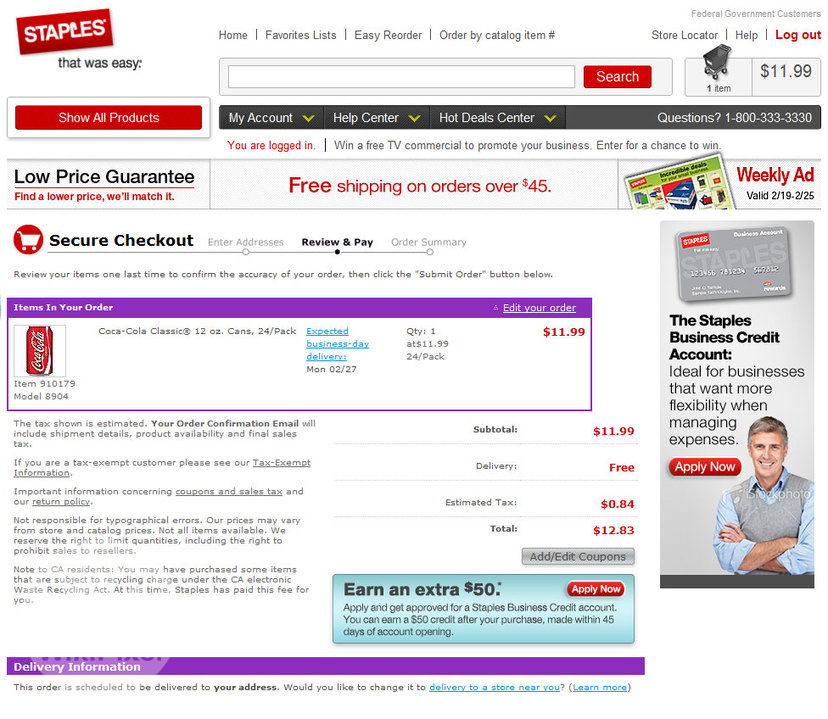 Federal Government Customers
STAPLES
that was easy:
Home | Favorites Lists | Easy Reorder | Order by catalog item #
Store Locator | Help | Log out
Search
1 item
$11.99
Show All Products
My Account
Help Center
Hot Deals Center
Questions? 1-800-333-3330
You are logged in. | Win a free TV commercial to promote your business. Enter for a chance to win.
Low Price Guarantee
Find a lower price, we'll match it.
Free shipping on orders over $45.
Incredible deals
Weekly Ad
Valid 2/19-2/25
Secure Checkout
Enter Addresses
Review & Pay
Order Summary
Review your items one last time to confirm the accuracy of your order, then click the "Submit Order" button below.
Items In Your Order
Edit your order
Coca-Cola
Item 910179
Model 8904
Coca-Cola Classic® 12 oz. Cans, 24/Pack
Expected
business-day
delivery:
Mon 02/27
Qty: 1
at$11.99
24/Pack
$11.99
The tax shown is estimated. Your Order Confirmation Email will
include shipment details, product availability and final sales
tax.
If you are a tax-exempt customer please see our Tax-Exempt
Information.
Important information concerning coupons and sales tax and
our return policy.
Not responsible for typographical errors. Our prices may vary
from store and catalog prices. Not all items available. We
reserve the right to limit quantities, including the right to
prohibit sales to resellers.
Note to CA residents: You may have purchased some items
that are subject to recycling charge under the CA electronic
Waste Recycling Act. At this time, Staples has paid this fee for
you.
Subtotal: $11.99
Delivery: Free
Estimated Tax: $0.84
Total: $12.83
Add/Edit Coupons
Earn an extra $50.*
Apply Now
Apply and get approved for a Staples Business Credit account.
You can earn a $50 credit after your purchase, made within 45
days of account opening.
Business Account
STAPLES
that was easy.
STAPLES
123456 781234 567812
rewards
The Staples
Business Credit
Account:
Ideal for businesses
that want more
flexibility when
managing
expenses.
Apply Now
iStockphoto
Delivery Information
This order is scheduled to be delivered to your address. Would you like to change it to delivery to a store near you? (Learn more)